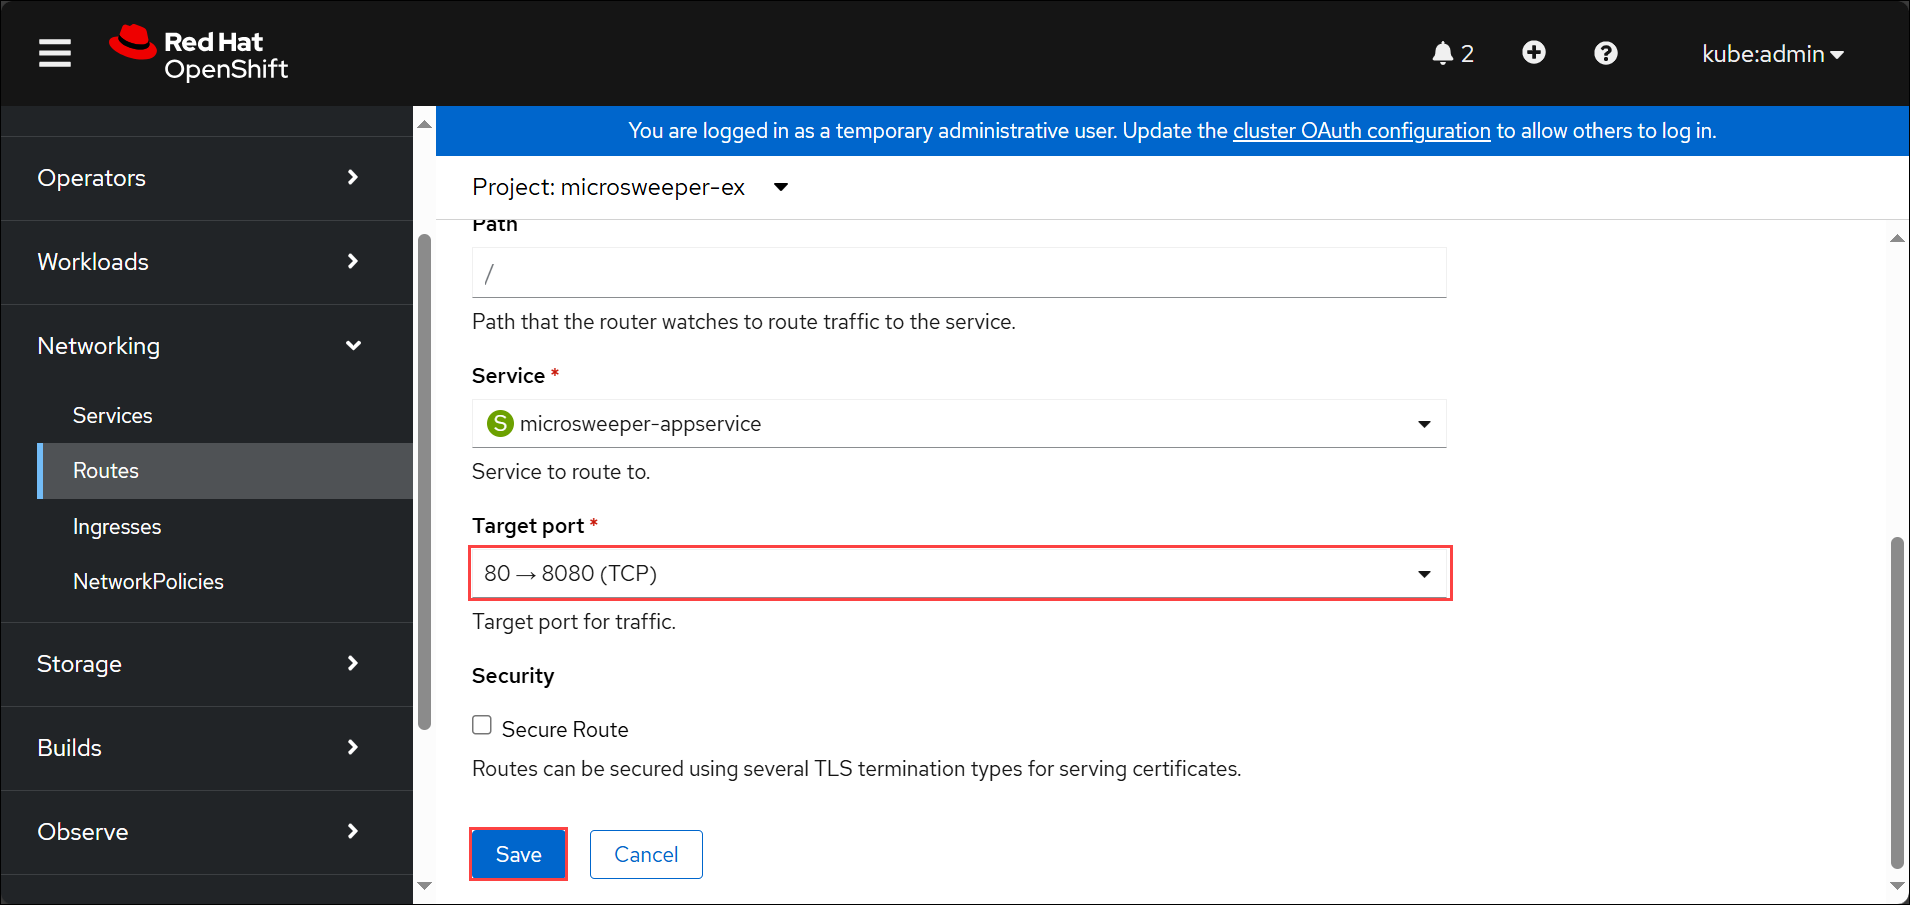 Red Hat
OpenShift
2
kube:admin
You are logged in as a temporary administrative user. Update the cluster OAuth configuration to allow others to log in.
Operators
Workloads
Networking
Services
Routes
Ingresses
NetworkPolicies
Storage
Builds
Observe
Project: microsweeper-ex
Path
/
Path that the router watches to route traffic to the service.
Service *
S microsweeper-appservice
Service to route to.
Target port *
80 → 8080 (TCP)
Target port for traffic.
Security
Secure Route
Routes can be secured using several TLS termination types for serving certificates.
Save Cancel